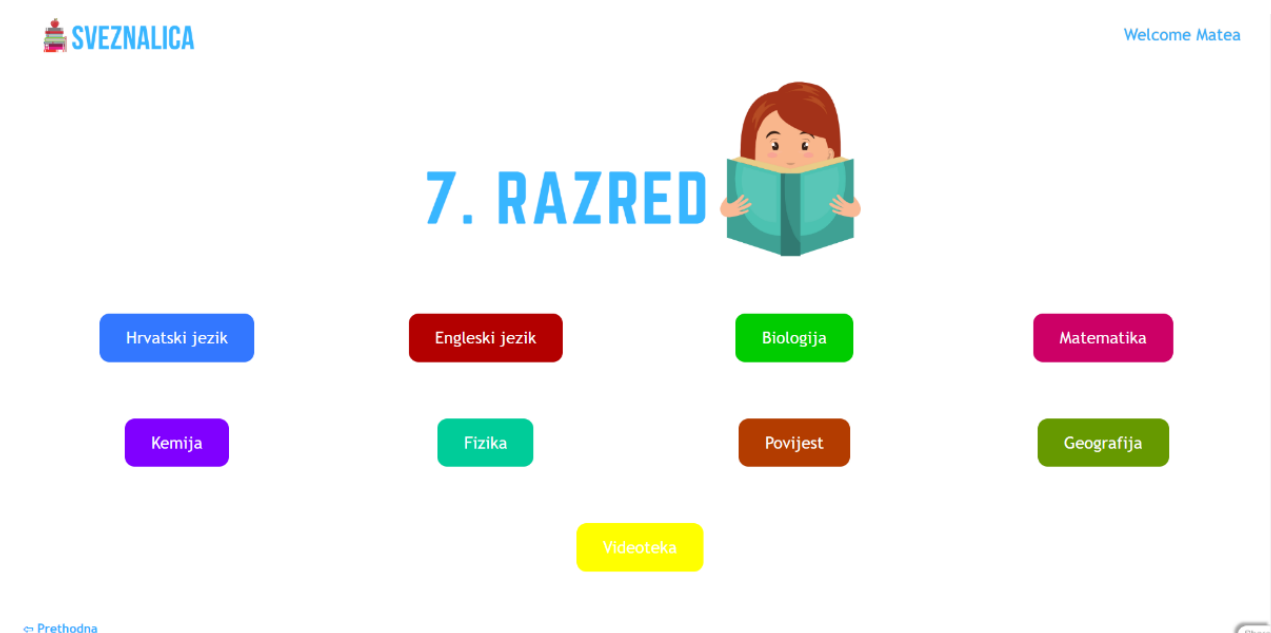 SVEZNALICA
Welcome Matea
7. RAZRED
Hrvatski jezik
Engleski jezik
Biologija
Matematika
Kemija
Fizika
Povijest
Geografija
Videoteka
⇦ Prethodna